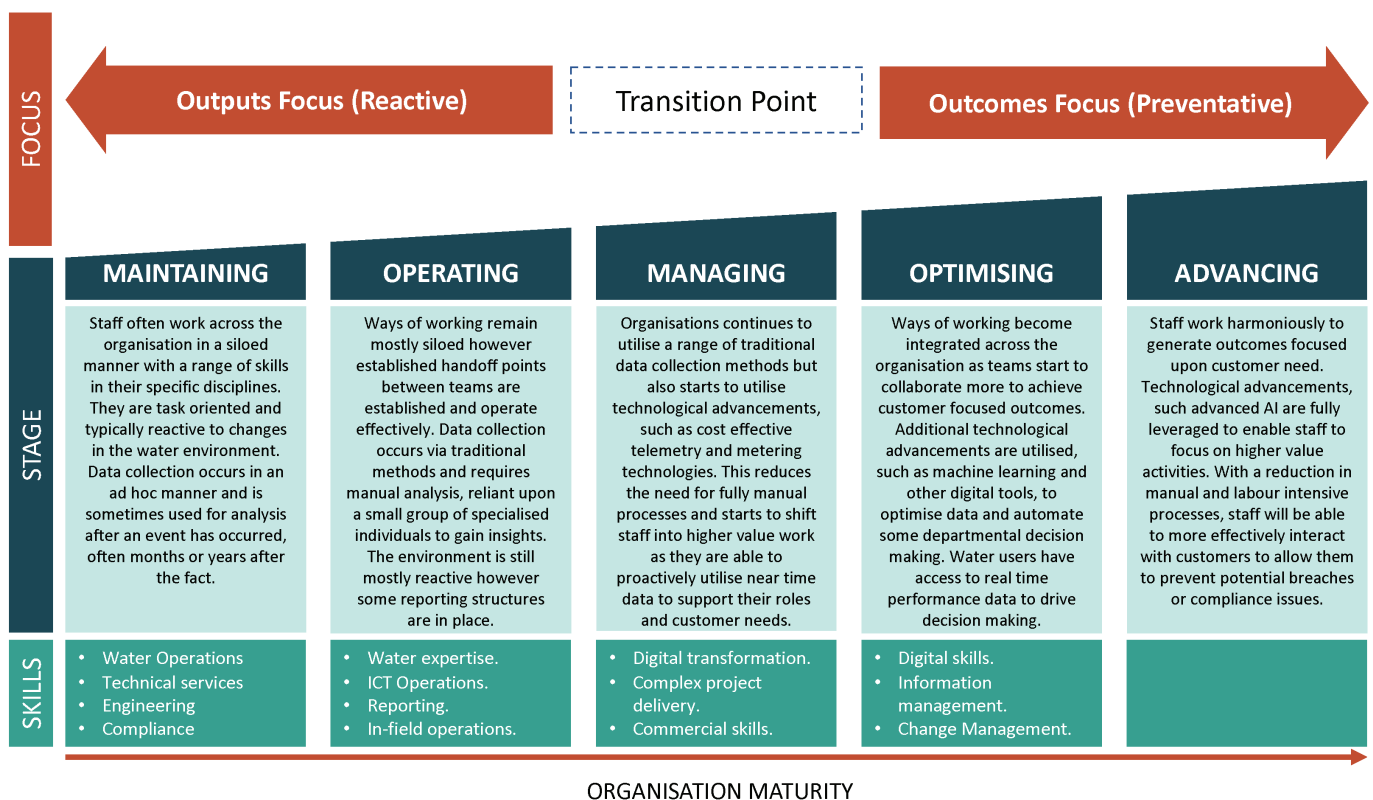 FOCUS
Outputs Focus (Reactive)
Transition Point
Outcomes Focus (Preventative)
STAGE
MAINTAINING
Staff often work across the
organisation in a siloed
manner with a range of skills
in their specific disciplines.
They are task oriented and
typically reactive to changes
in the water environment.
Data collection occurs in an
ad hoc manner and is
sometimes used for analysis
after an event has occurred,
often months or years after
the fact.
OPERATING
Ways of working remain
mostly siloed however
established handoff points
between teams are
established and operate
effectively. Data collection
occurs via traditional
methods and requires
manual analysis, reliant upon
a small group of specialised
individuals to gain insights.
The environment is still
mostly reactive however
some reporting structures
are in place.
MANAGING
Organisations continues to
utilise a range of traditional
data collection methods but
also starts to utilise
technological advancements,
such as cost effective
telemetry and metering
technologies. This reduces
the need for fully manual
processes and starts to shift
staff into higher value work
as they are able to
proactively utilise near time
data to support their roles
and customer needs.
OPTIMISING
Ways of working become
integrated across the
organisation as teams start to
collaborate more to achieve
customer focused outcomes.
Additional technological
advancements are utilised,
such as machine learning and
other digital tools, to
optimise data and automate
some departmental decision
making. Water users have
access to real time
performance data to drive
decision making.
ADVANCING
Staff work harmoniously to
generate outcomes focused
upon customer need.
Technological advancements,
such advanced AI are fully
leveraged to enable staff to
focus on higher value
activities. With a reduction in
manual and labour intensive
processes, staff will be able
to more effectively interact
with customers to allow them
to prevent potential breaches
or compliance issues.
SKILLS
• Water Operations
• Technical services
• Engineering
• Compliance
• Water expertise.
• ICT Operations.
• Reporting.
• In-field operations.
• Digital transformation.
• Complex project
delivery.
• Commercial skills.
• Digital skills.
• Information
management.
• Change Management.
ORGANISATION MATURITY